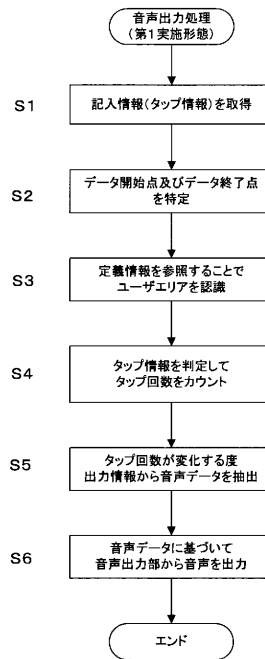 音声出力処理
(第1実施形態)
S1
記入情報(タップ情報)を取得
S2
データ開始点及びデータ終了点
を特定
S3
定義情報を参照することで
ユーザエリアを認識
S4
タップ情報を判定して
タップ回数をカウント
S5
タップ回数が変化する度
出力情報から音声データを抽出
S6
音声データに基づいて
音声出力部から音声を出力
エンド